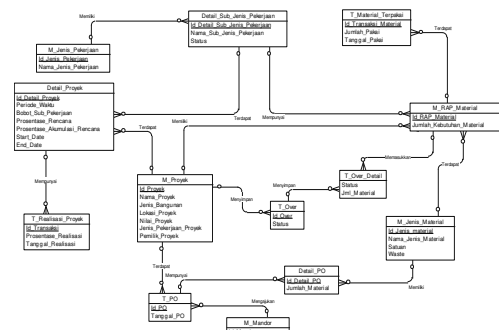 Detail_Sub_Jenis_Pekerjaan
Id_Detail_Sub_Jenis_Pekerjaan
Nama_Sub_Jenis_Pekerjaan
Status
T_Material_Terpakai
Id_Transaksi_Material
Jumlah_Pakai
Tanggal_Pakai
Memiliki
M_Jenis_Pekerjaan
Id_Jenis_Pekerjaan
Nama_Jenis_Pekerjaan
Terdapat
Detail_Proyek
Id_Detail_Proyek
Periode_Waktu
Bobot_Sub_Pekerjaan
Prosentase_Rencana
Prosentase_Akumulasi_Rencana
Start_Date
End_Date
Terdapat
Mempunyai
M_RAP_Material
Id_RAP_Material
Jumlah_Kebutuhan_Material
Terdapat
Memiliki
Memasukkan
Terdapat
Mempunyai
M_Proyek
Id_Proyek
Nama_Proyek
Jenis_Bangunan
Lokasi_Proyek
Nilai_Proyek
Jenis_Pekerjaan_Proyek
Pemilik_Proyek
T_Over_Detail
Status
Jml_Material
Menyimpan
Menyimpan
T_Over
Id_Over
Status
T_Realisasi_Proyek
Id_Transaksi
Prosentase_Realisasi
Tanggal_Realisasi
M_Jenis_Material
Id_Jenis_material
Nama_Jenis_Material
Satuan
Waste
Terdapat
Mempunyai
Detail_PO
Id_Detail_PO
Jumlah_Material
Memiliki
T_PO
Id_PO
Tanggal_PO
Mengajukan
M_Mandor